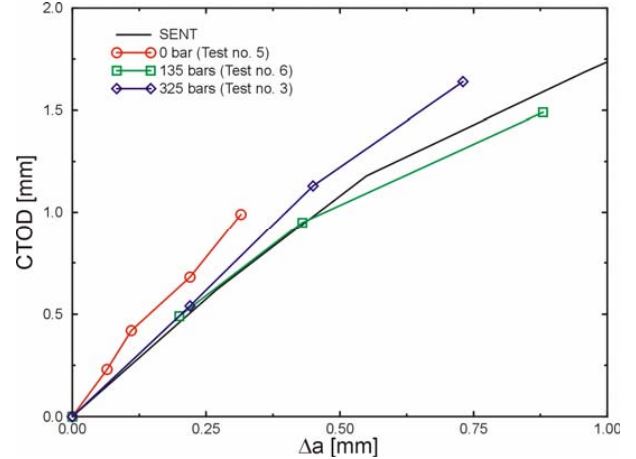 2.0
SENT
0 bar (Test no. 5)
135 bars (Test no. 6)
325 bars (Test no. 3)
1.5
CTOD [mm]
1.0
0.5
0.0
0.00 0.25 0.50 0.75 1.00
Δa [mm]